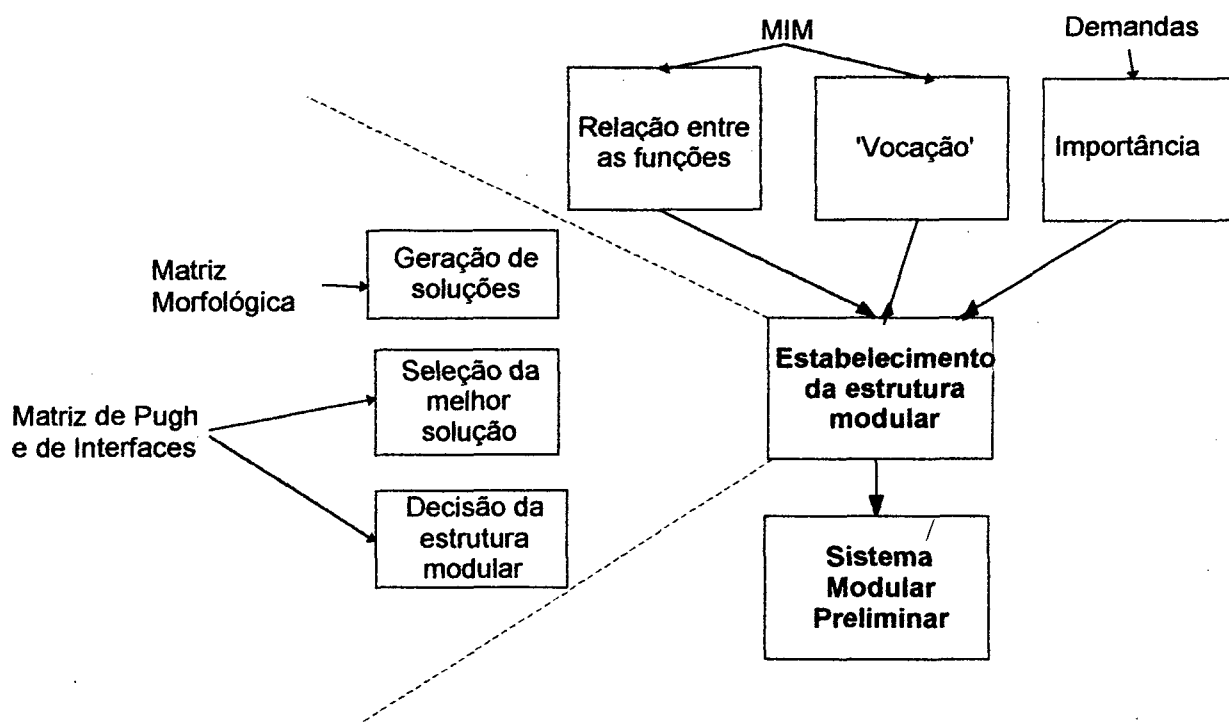 MIM
Demandas
Relação entre
as funções
'Vocação'
Importância
Matriz
Morfológica
Geração de
soluções
Matriz de Pugh
e de Interfaces
Seleção da
melhor
solução
Decisão da
estrutura
modular
Estabelecimento
da estrutura
modular
Sistema
Modular
Preliminar